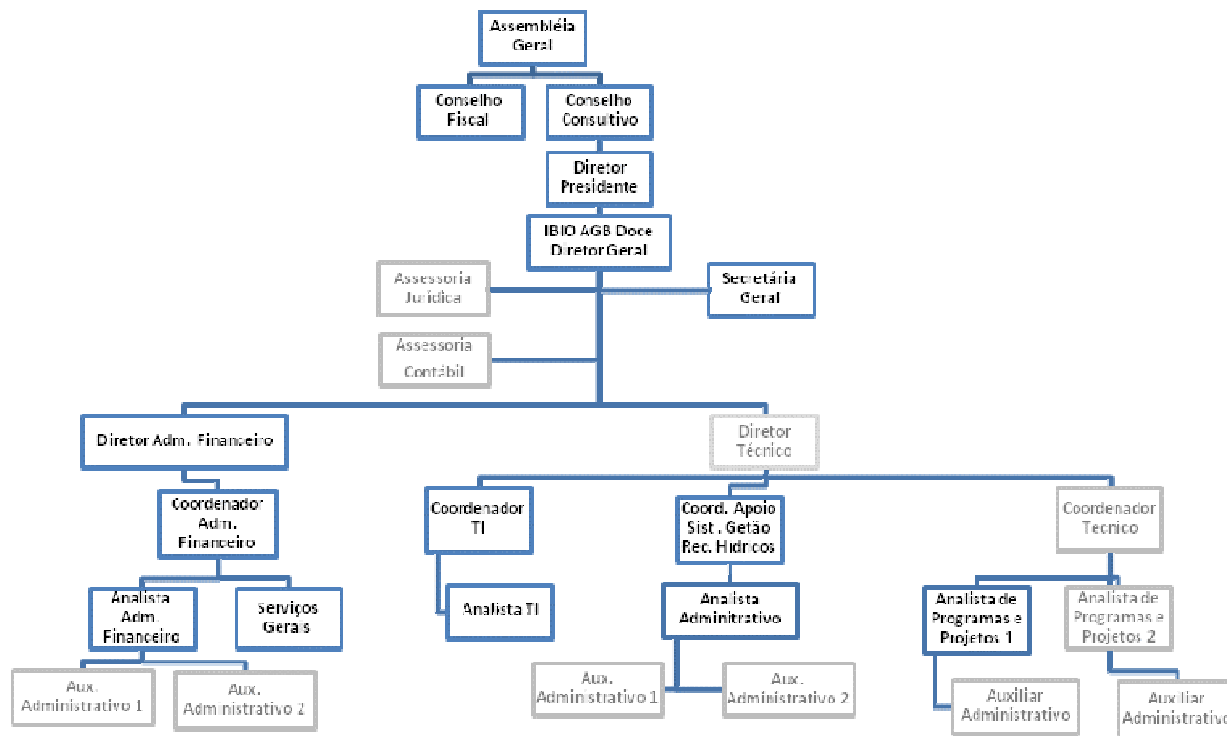 Assembléia
Geral
Conselho
Fiscal
Conselho
Consultivo
Diretor
Presidente
IBIO AGB Doce
Diretor Geral
Assessoria
Jurídica
Secretária
Geral
Assessoria
Contábil
Diretor Adm. Financeiro
Diretor
Técnico
Coordenador
Adm.
Financeiro
Coordenador
TI
Coord. Apoio
Sist. Getão
Rec. Hídricos
Coordenador
Tecnico
Analista
Adm.
Financeiro
Serviços
Gerais
Analista TI
Analista
Adminitrativo
Analista de
Programas e
Projetos 1
Analista de
Programas e
Projetos 2
Aux.
Administrativo 1
Aux.
Administrativo 2
Aux.
Administrativo 1
Aux.
Administrativo 2
Auxiliar
Administrativo
Auxiliar
Administrativo